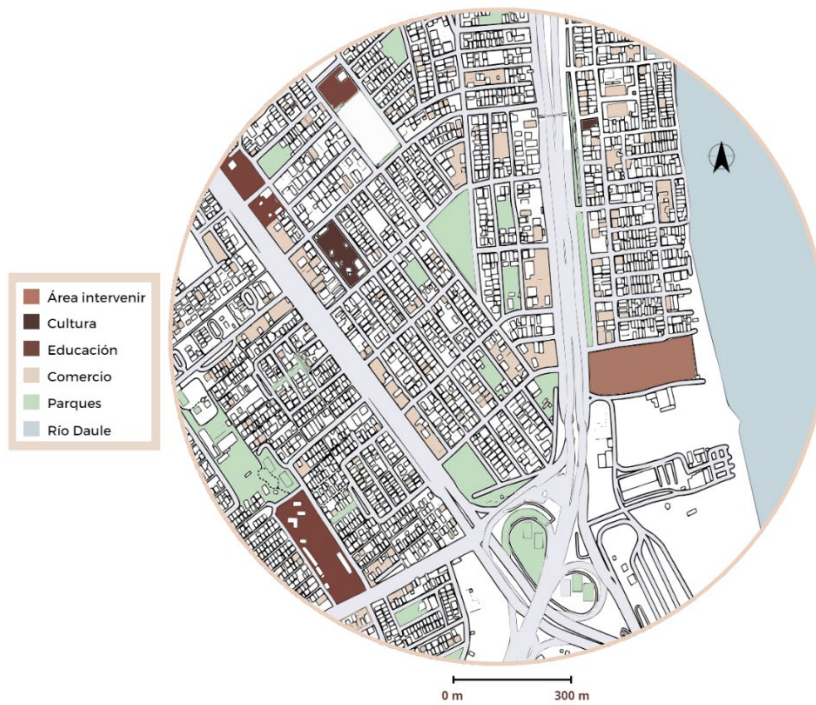 Área intervenir
Cultura
Educación
Comercio
Parques
Río Daule
0 m 300 m